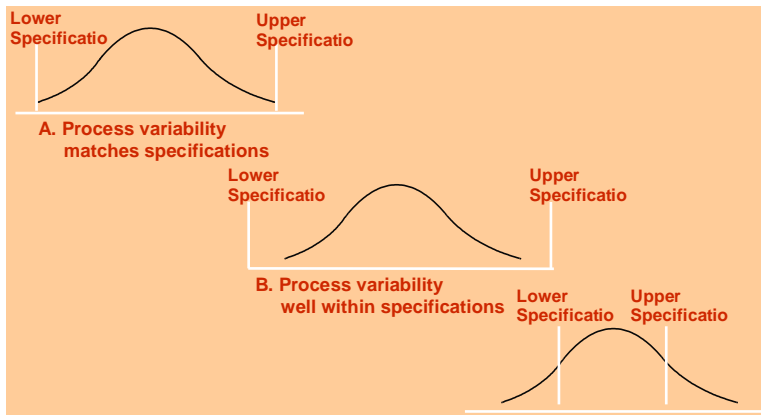 Lower
Specificatio
Upper
Specificatio
A. Process variability
matches specifications
Lower
Specificatio
Upper
Specificatio
B. Process variability
well within specifications
Lower
Specificatio
Upper
Specificatio